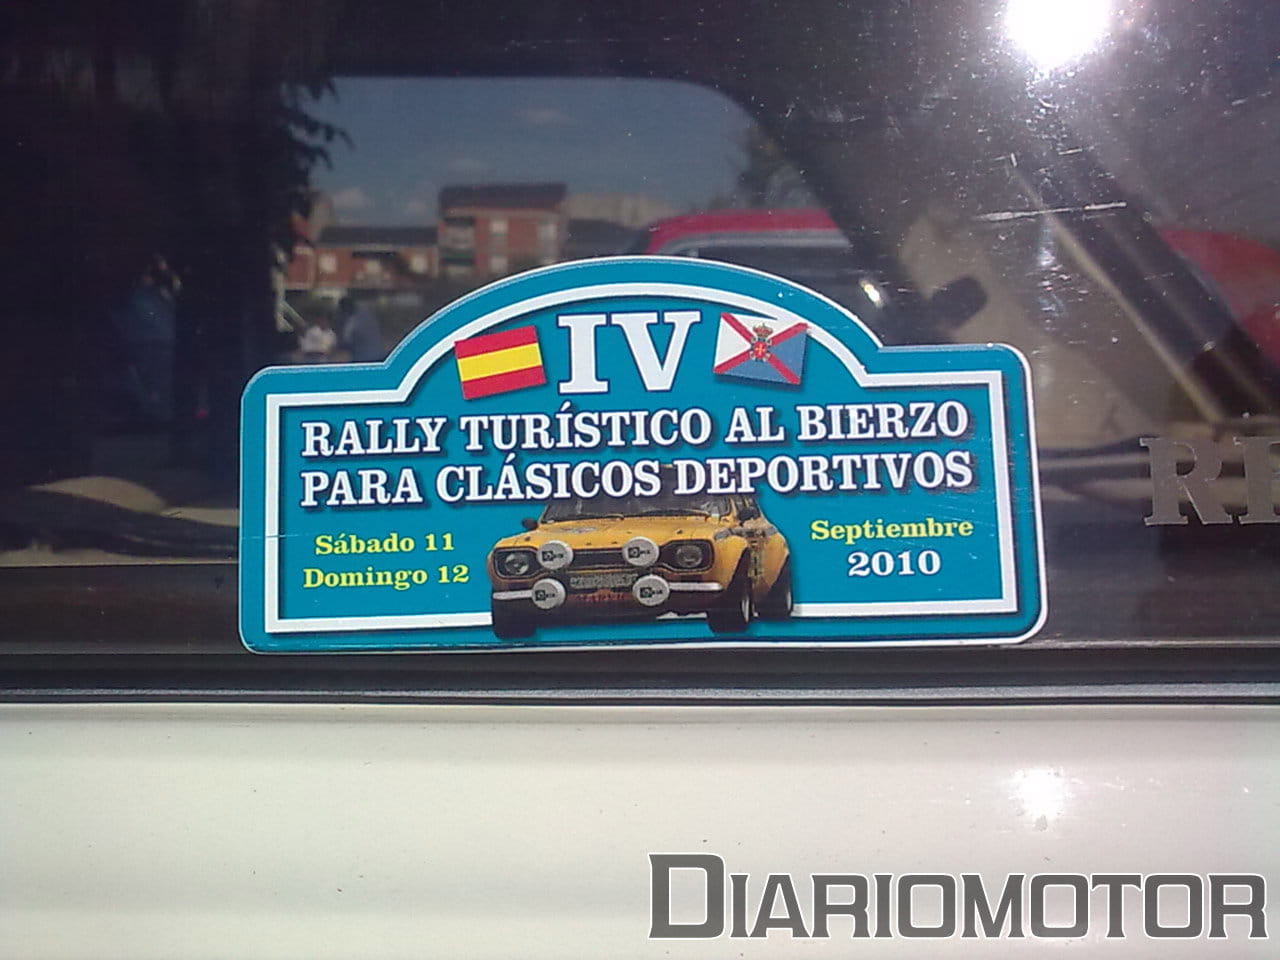 IV
RALLY TURÍSTICO AL BIERZO
PARA CLÁSICOS DEPORTIVOS
Sábado 11
Domingo 12
Septiembre
2010
DIARIOMOTOR